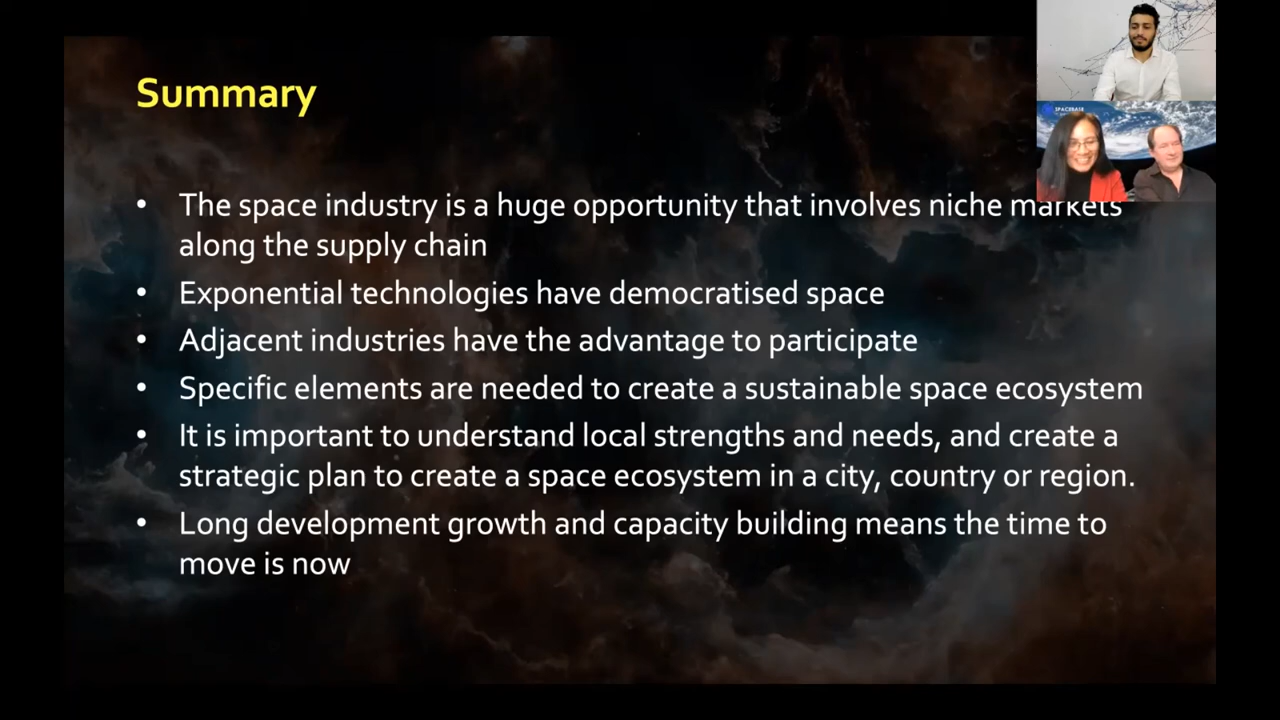 Summary
SPACEBASE
• The space industry is a huge opportunity that involves niche markets
along the supply chain
• Exponential technologies have democratised space
• Adjacent industries have the advantage to participate
• Specific elements are needed to create a sustainable space ecosystem
• It is important to understand local strengths and needs, and create a
strategic plan to create a space ecosystem in a city, country or region.
• Long development growth and capacity building means the time to
move is now